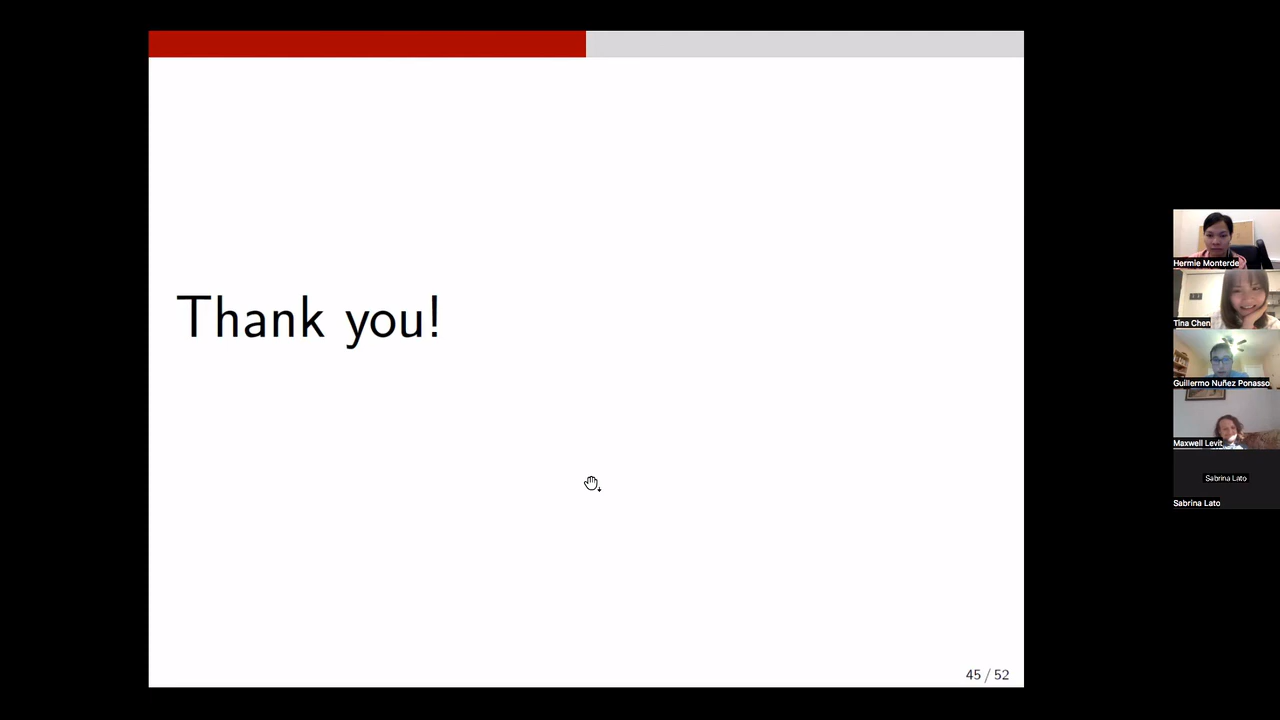 Thank you!
45 / 52
Hermie Monterde
Tina Chen
Guillermo Nuñez Ponasso
Maxwell Levit
Sabrina Lato
Sabrina Lato